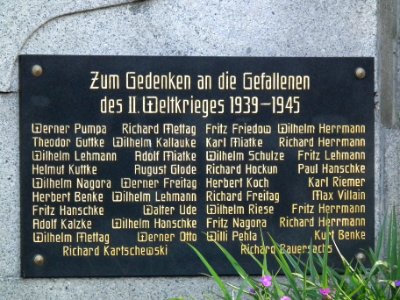 Zum Gedenken an die Gefallenen
des II. Weltkrieges 1939-1945
Werner Pumpa Richard Mettag Fritz Friedow Wilhelm Herrmann
Theodor Guttke Wilhelm Kallauke Karl Miatke Richard Herrmann
Wilhelm Lehmann Adolf Miatke Wilhelm Schulze Fritz Lehmann
Helmut Kuttke August Glode Richard Hockun Paul Hanschke
Wilhelm Nagora Werner Freitag Herbert Koch Karl Riemer
Herbert Benke Wilhelm Lehmann Richard Freitag Max Villain
Fritz Hanschke Walter Ude Wilhelm Riese Fritz Herrmann
Adolf Katzke Wilhelm Hanschke Fritz Nagora Richard Herrmann
Wilhelm Mettag Werner Otto Willi Pehla Kurt Benke
Richard Kartschewski Richard Bauersachs